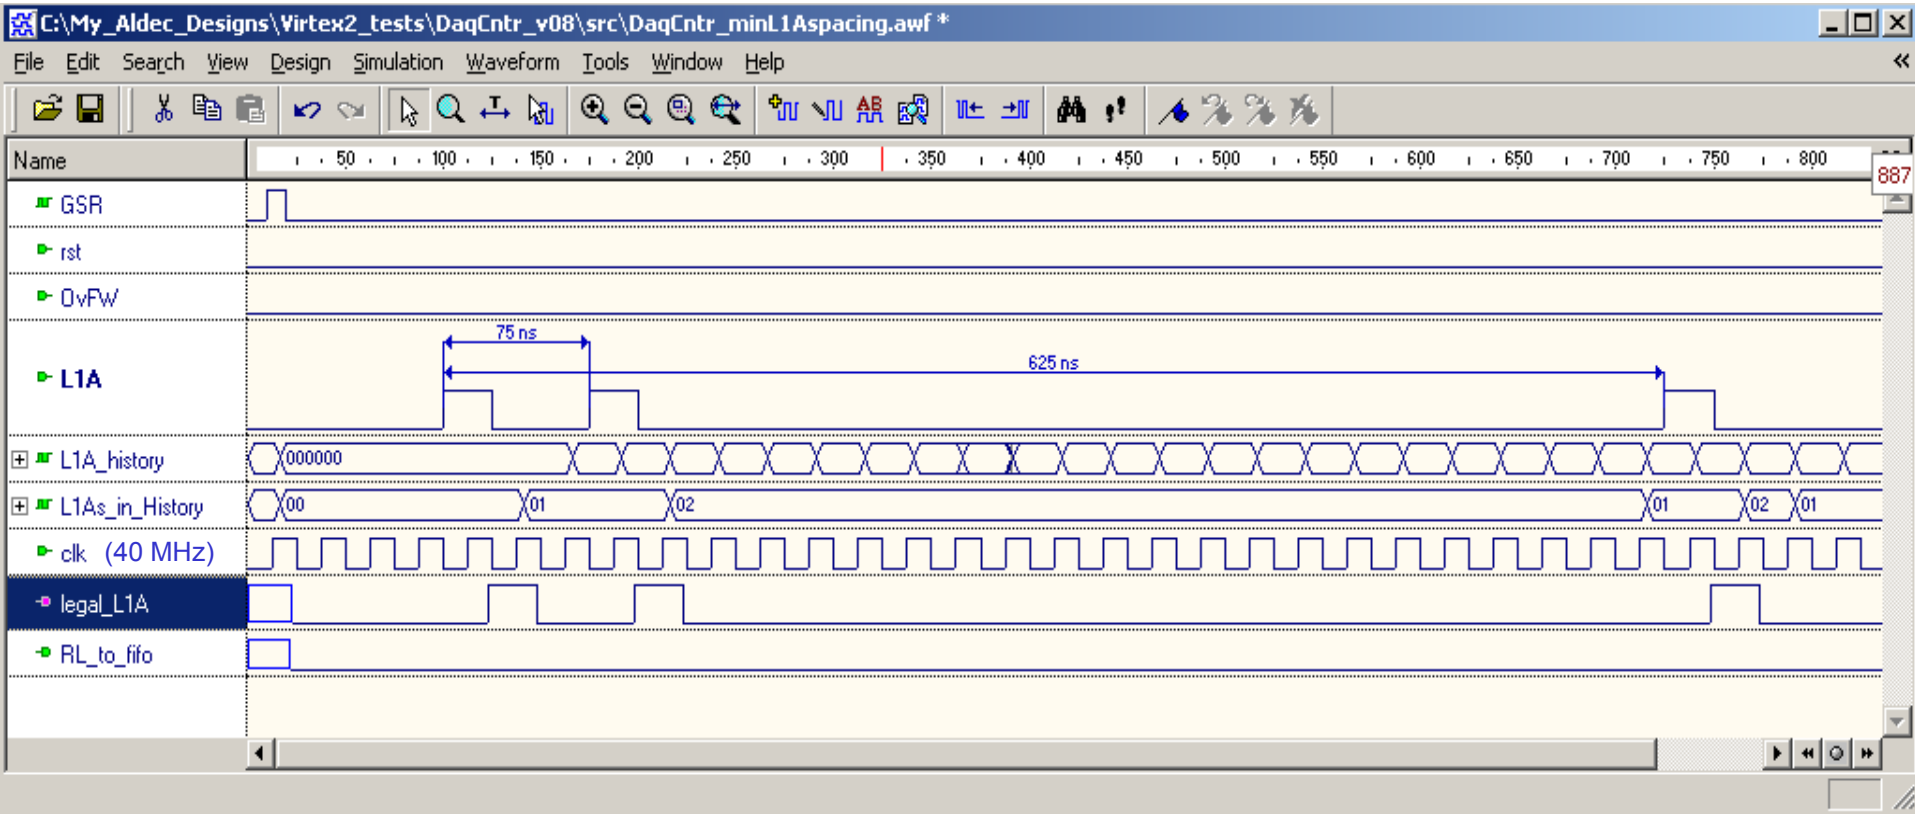 C:\My_Aldec_Designs\Virtex2_tests\DaqCntr_v08\src\DaqCntr_minL1Aspacing.awf *
File Edit Search View Design Simulation Waveform Tools Window Help
Name 50 100 150 200 250 300 350 400 450 500 550 600 650 700 750 800
887
GSR
rst
OvFW
75 ns
625 ns
L1A
L1A_history 000000
L1As_in_History 00 01 02 01 02 01
clk (40 MHz)
legal_L1A
RL_to_fifo